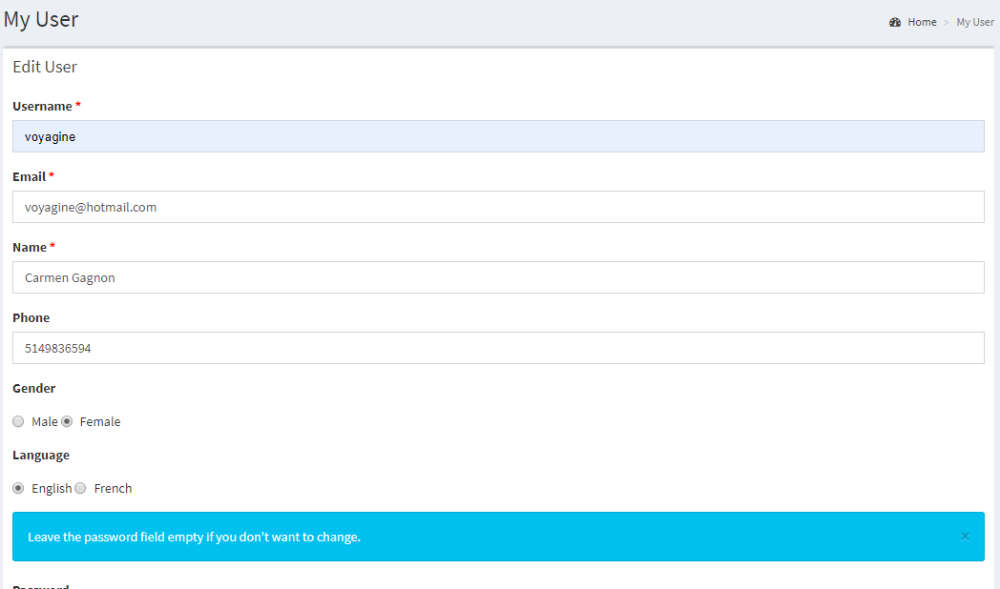 My User
Home > My User
Edit User
Username *
voyagine
Email *
voyagine@hotmail.com
Name *
Carmen Gagnon
Phone
5149836594
Gender
Male Female
Language
English French
Leave the password field empty if you don't want to change. ×
Password